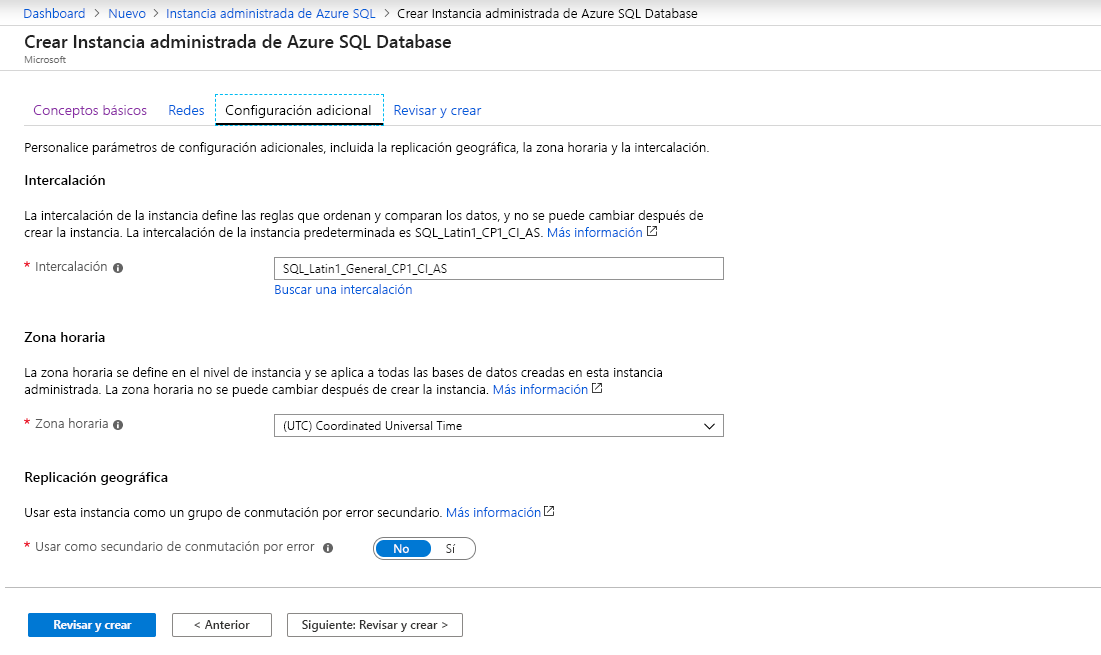 Dashboard > Nuevo > Instancia administrada de Azure SQL > Crear Instancia administrada de Azure SQL Database
Crear Instancia administrada de Azure SQL Database
Microsoft
Conceptos básicos Redes Configuración adicional Revisar y crear
Personalice parámetros de configuración adicionales, incluida la replicación geográfica, la zona horaria y la intercalación.
Intercalación
La intercalación de la instancia define las reglas que ordenan y comparan los datos, y no se puede cambiar después de
crear la instancia. La intercalación de la instancia predeterminada es SQL_Latin1_CP1_CI_AS. Más información
* Intercalación
SQL_Latin1_General_CP1_CI_AS
Buscar una intercalación
Zona horaria
La zona horaria se define en el nivel de instancia y se aplica a todas las bases de datos creadas en esta instancia
administrada. La zona horaria no se puede cambiar después de crear la instancia. Más información
* Zona horaria
(UTC) Coordinated Universal Time
Replicación geográfica
Usar esta instancia como un grupo de conmutación por error secundario. Más información
* Usar como secundario de conmutación por error
No Sí
Revisar y crear < Anterior Siguiente: Revisar y crear >